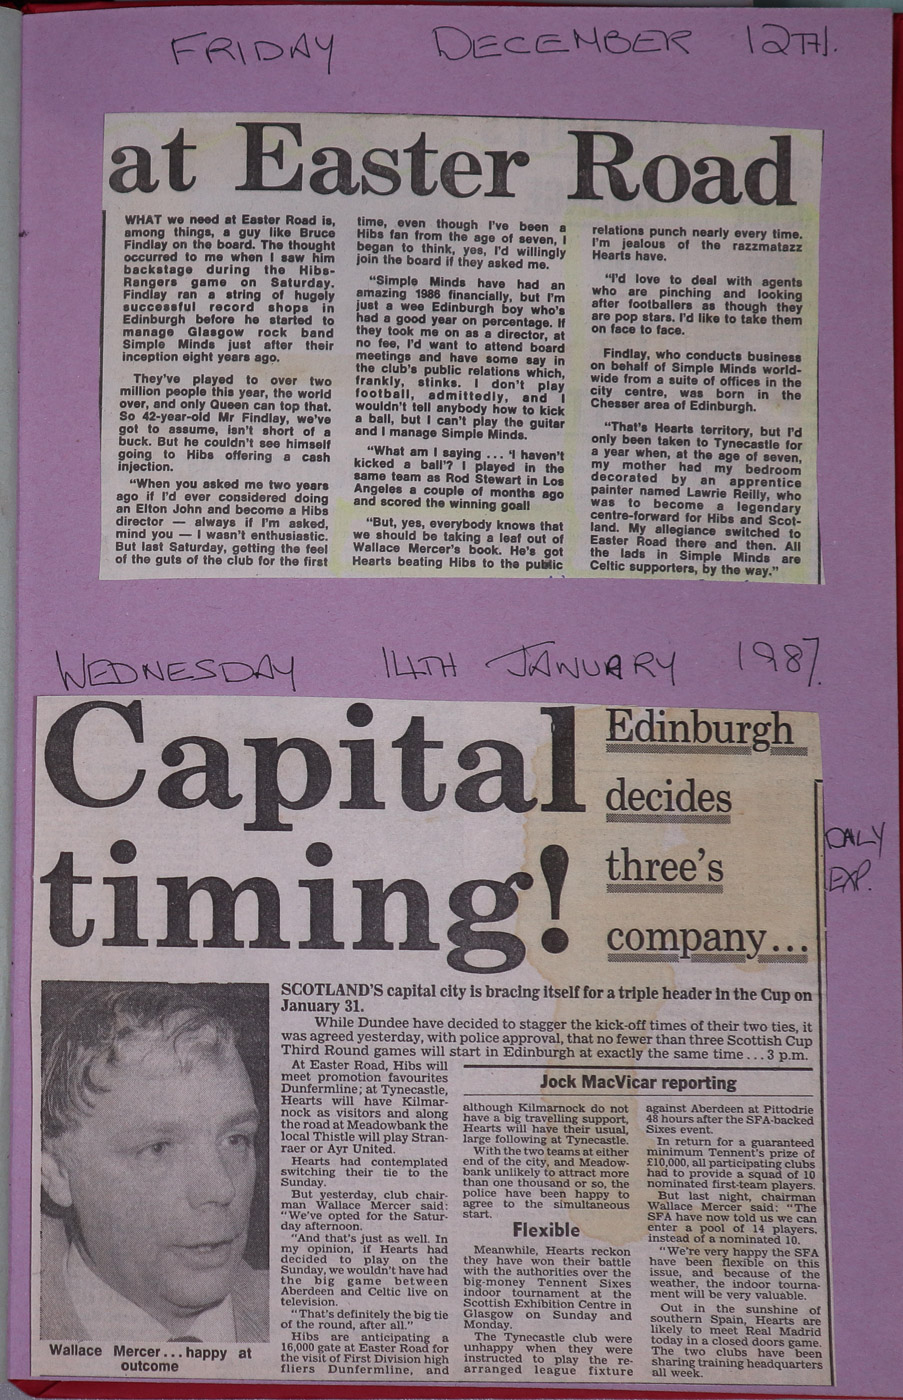 FRIDAY DECEMBER 12TH.
at Easter Road
WHAT we need at Easter Road is,
among things, a guy like Bruce
Findlay on the board. The thought
occurred to me when I saw him
backstage during the Hibs-
Rangers game on Saturday.
Findlay ran a string of hugely
successful record shops in
Edinburgh before he started to
manage Glasgow rock band
Simple Minds just after their
inception eight years ago.
They've played to over two
million people this year, the world
over, and only Queen can top that.
So 42-year-old Mr Findlay, we've
got to assume, isn't short of a
buck. But he couldn't see himself
going to Hibs offering a cash
injection.
"When you asked me two years
ago if I'd ever considered doing
an Elton John and become a Hibs
director — always if I'm asked,
mind you — I wasn't enthusiastic.
But last Saturday, getting the feel
of the guts of the club for the first
time, even though I've been a
Hibs fan from the age of seven, I
began to think, yes, I'd willingly
join the board if they asked me.
"Simple Minds have had an
amazing 1986 financially, but I'm
just a wee Edinburgh boy who's
had a good year on percentage. If
they took me on as a director, at
no fee, I'd want to attend board
meetings and have some say in
the club's public relations which,
frankly, stinks. I don't play
football, admittedly, and I
wouldn't tell anybody how to kick
a ball, but I can't play the guitar
and I manage Simple Minds.
"What am I saying ... 'I haven't
kicked a ball'? I played in the
same team as Rod Stewart in Los
Angeles a couple of months ago
and scored the winning goal!
"But, yes, everybody knows that
we should be taking a leaf out of
Wallace Mercer's book. He's got
Hearts beating Hibs to the public
relations punch nearly every time.
I'm jealous of the razzmatazz
Hearts have.
"I'd love to deal with agents
who are pinching and looking
after footballers as though they
are pop stars. I'd like to take them
on face to face.
Findlay, who conducts business
on behalf of Simple Minds world-
wide from a suite of offices in the
city centre, was born in the
Chesser area of Edinburgh.
"That's Hearts territory, but I'd
only been taken to Tynecastle for
a year when, at the age of seven,
my mother had my bedroom
decorated by an apprentice
painter named Lawrie Reilly, who
was to become a legendary
centre-forward for Hibs and Scot-
land. My allegiance switched to
Easter Road there and then. All
the lads in Simple Minds are
Celtic supporters, by the way."
WEDNESDAY 14TH JANUARY 1987.
Capital
timing!
Edinburgh
decides
three's
company...
DALY
EXP.
SCOTLAND'S capital city is bracing itself for a triple header in the Cup on
January 31.
While Dundee have decided to stagger the kick-off times of their two ties, it
was agreed yesterday, with police approval, that no fewer than three Scottish Cup
Third Round games will start in Edinburgh at exactly the same time ... 3 p.m.
Jock MacVicar reporting
At Easter Road, Hibs will
meet promotion favourites
Dunfermline; at Tynecastle,
Hearts will have Kilmar-
nock as visitors and along
the road at Meadowbank the
local Thistle will play Stran-
raer or Ayr United.
Hearts had contemplated
switching their tie to the
Sunday.
But yesterday, club chair-
man Wallace Mercer said:
"We've opted for the Satur-
day afternoon.
"And that's just as well. In
my opinion, if Hearts had
decided to play on the
Sunday, we wouldn't have had
the big game between
Aberdeen and Celtic live on
television.
"That's definitely the big tie
of the round, after all."
Hibs are anticipating a
16,000 gate at Easter Road for
the visit of First Division high
fliers Dunfermline, and
although Kilmarnock do not
have a big travelling support,
Hearts will have their usual,
large following at Tynecastle.
With the two teams at either
end of the city, and Meadow-
bank unlikely to attract more
than one thousand or so, the
police have been happy to
agree to the simultaneous
start.
Flexible
Meanwhile, Hearts reckon
they have won their battle
with the authorities over the
big-money Tennent Sixes
indoor tournament at the
Scottish Exhibition Centre in
Glasgow on Sunday and
Monday.
The Tynecastle club were
unhappy when they were
instructed to play the re-
arranged league fixture
against Aberdeen at Pittodrie
48 hours after the SFA-backed
Sixes event.
In return for a guaranteed
minimum Tennent's prize of
£10,000, all participating clubs
had to provide a squad of 10
nominated first-team players.
But last night, chairman
Wallace Mercer said: "The
SFA have now told us we can
enter a pool of 14 players.
instead of a nominated 10.
"We're very happy the SFA
have been flexible on this
issue, and because of the
weather, the indoor tourna-
ment will be very valuable.
Out in the sunshine of
southern Spain, Hearts are
likely to meet Real Madrid
today in a closed doors game.
The two clubs have been
sharing training headquarters
all week.
Wallace Mercer ... happy at
outcome